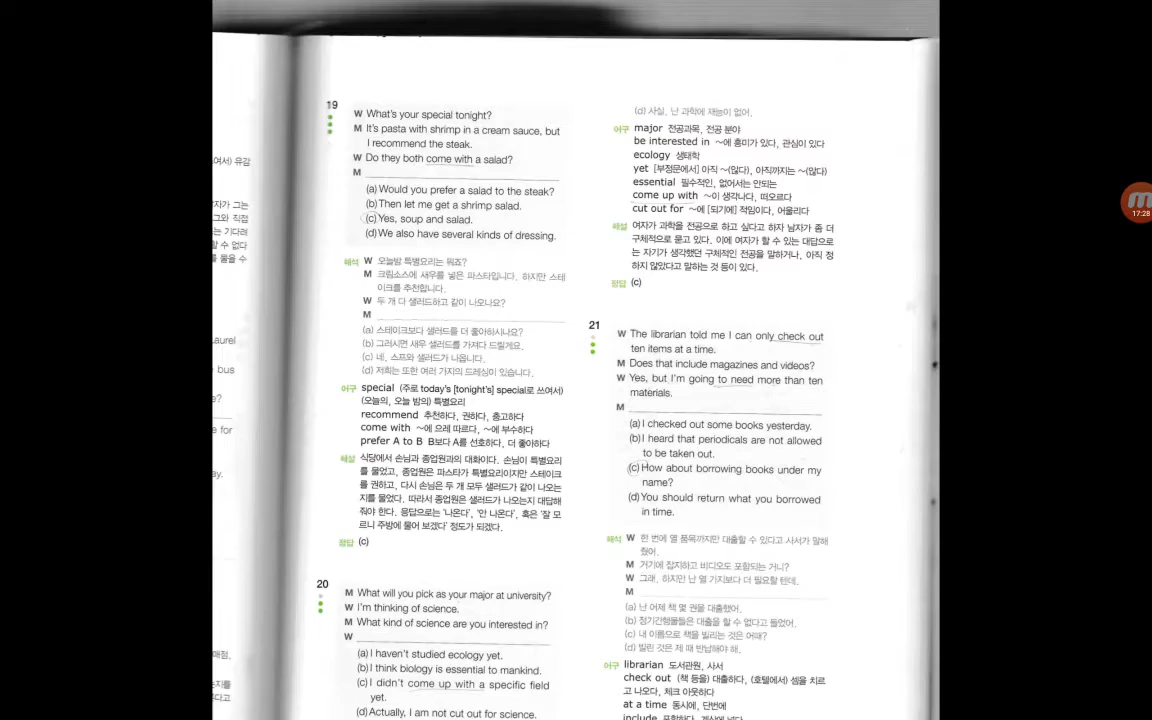 여서) 유감
자가 그는
그와 직접
는 기다려
할 수 없다
를 물을 수
Laurel
bus
e?
e for
ay.
매점,
는지를
19
W What's your special tonight?
M It's pasta with shrimp in a cream sauce, but
I recommend the steak.
W Do they both come with a salad?
M
(a) Would you prefer a salad to the steak?
(b) Then let me get a shrimp salad.
(c) Yes, soup and salad.
(d) We also have several kinds of dressing.
해석 W 오늘밤 특별요리는 뭐죠?
M 크림소스에 새우를 넣은 파스타입니다. 하지만 스테
이크를 추천합니다.
W 두 개 다 샐러드하고 같이 나오나요?
M
(a) 스테이크보다 샐러드를 더 좋아하시나요?
(b) 그러시면 새우 샐러드를 가져다 드릴게요.
(c) 네, 스프와 샐러드가 나옵니다.
(d) 저희는 또한 여러 가지의 드레싱이 있습니다.
어구 special (주로 today's [tonight's] special로 쓰여서)
(오늘의, 오늘 밤의) 특별요리
recommend 추천하다, 권하다, 충고하다
come with ~에 으레 따르다, ~에 부수하다
prefer A to B B보다 A를 선호하다, 더 좋아하다
해설 식당에서 손님과 종업원과의 대화이다. 손님이 특별요리
를 물었고, 종업원은 파스타가 특별요리이지만 스테이크
를 권하고, 다시 손님은 두 개 모두 샐러드가 같이 나오는
지를 물었다. 따라서 종업원은 샐러드가 나오는지 대답해
줘야 한다. 응답으로는 '나온다', '안 나온다', 혹은 '잘 모
르니 주방에 물어 보겠다' 정도가 되겠다.
정답 (c)
20
M What will you pick as your major at university?
W I'm thinking of science.
M What kind of science are you interested in?
W
(a) I haven't studied ecology yet.
(b) I think biology is essential to mankind.
(c) I didn't come up with a specific field
yet.
(d) Actually, I am not cut out for science.
(d) 사실, 난 과학에 재능이 없어.
어구 major 전공과목, 전공 분야
be interested in ~에 흥미가 있다, 관심이 있다
ecology 생태학
yet [부정문에서] 아직 ~(않다), 아직까지는 ~(않다)
essential 필수적인, 없어서는 안되는
come up with ~이 생각나다, 떠오르다
cut out for ~에 [되기에] 적임이다, 어울리다
해설 여자가 과학을 전공으로 하고 싶다고 하자 남자가 좀 더
구체적으로 묻고 있다. 이에 여자가 할 수 있는 대답으로
는 자기가 생각했던 구체적인 전공을 말하거나, 아직 정
하지 않았다고 말하는 것 등이 있다.
정답 (c)
21
W The librarian told me I can only check out
ten items at a time.
M Does that include magazines and videos?
W Yes, but I'm going to need more than ten
materials.
M
(a) I checked out some books yesterday.
(b) I heard that periodicals are not allowed
to be taken out.
(c) How about borrowing books under my
name?
(d) You should return what you borrowed
in time.
해석 W 한 번에 열 품목까지만 대출할 수 있다고 사서가 말해
줬어.
M 거기에 잡지하고 비디오도 포함되는 거니?
W 그래, 하지만 난 열 가지보다 더 필요할 텐데.
M
(a) 난 어제 책 몇 권을 대출했어.
(b) 정기간행물들은 대출을 할 수 없다고 들었어.
(c) 내 이름으로 책을 빌리는 것은 어때?
(d) 빌린 것은 제 때 반납해야 해.
어구 librarian 도서관원, 사서
check out (책 등을) 대출하다, (호텔에서) 셈을 치르
고 나오다, 체크 아웃하다
at a time 동시에, 단번에
include 포함하다
17:28